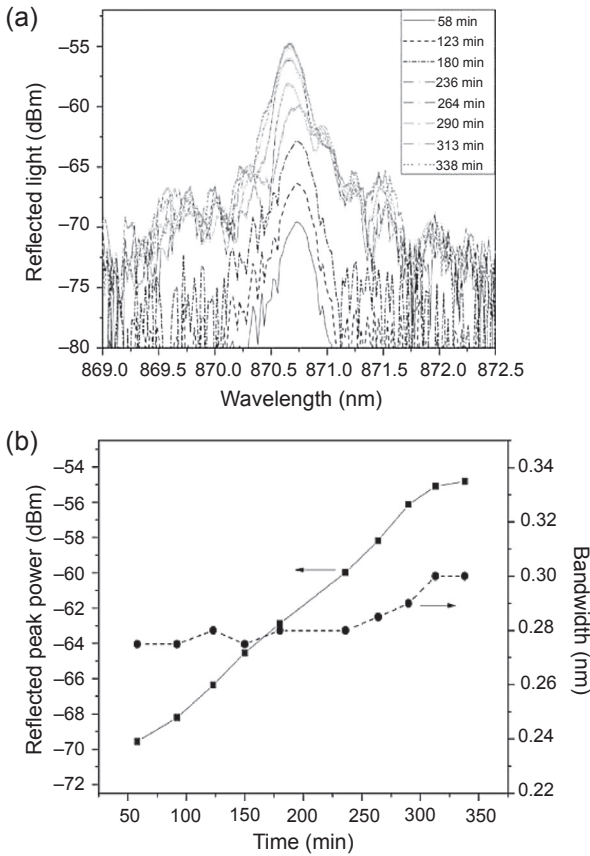 (a)
Reflected light (dBm)
–55
–60
–65
–70
–75
–80
58 min
123 min
180 min
236 min
264 min
290 min
313 min
338 min
869.0 869.5 870.0 870.5 871.0 871.5 872.0 872.5
Wavelength (nm)
(b)
Reflected peak power (dBm)
–54
–56
–58
–60
–62
–64
–66
–68
–70
–72
0.34
0.32
0.30
0.28
0.26
0.24
0.22
Bandwidth (nm)
50 100 150 200 250 300 350
Time (min)